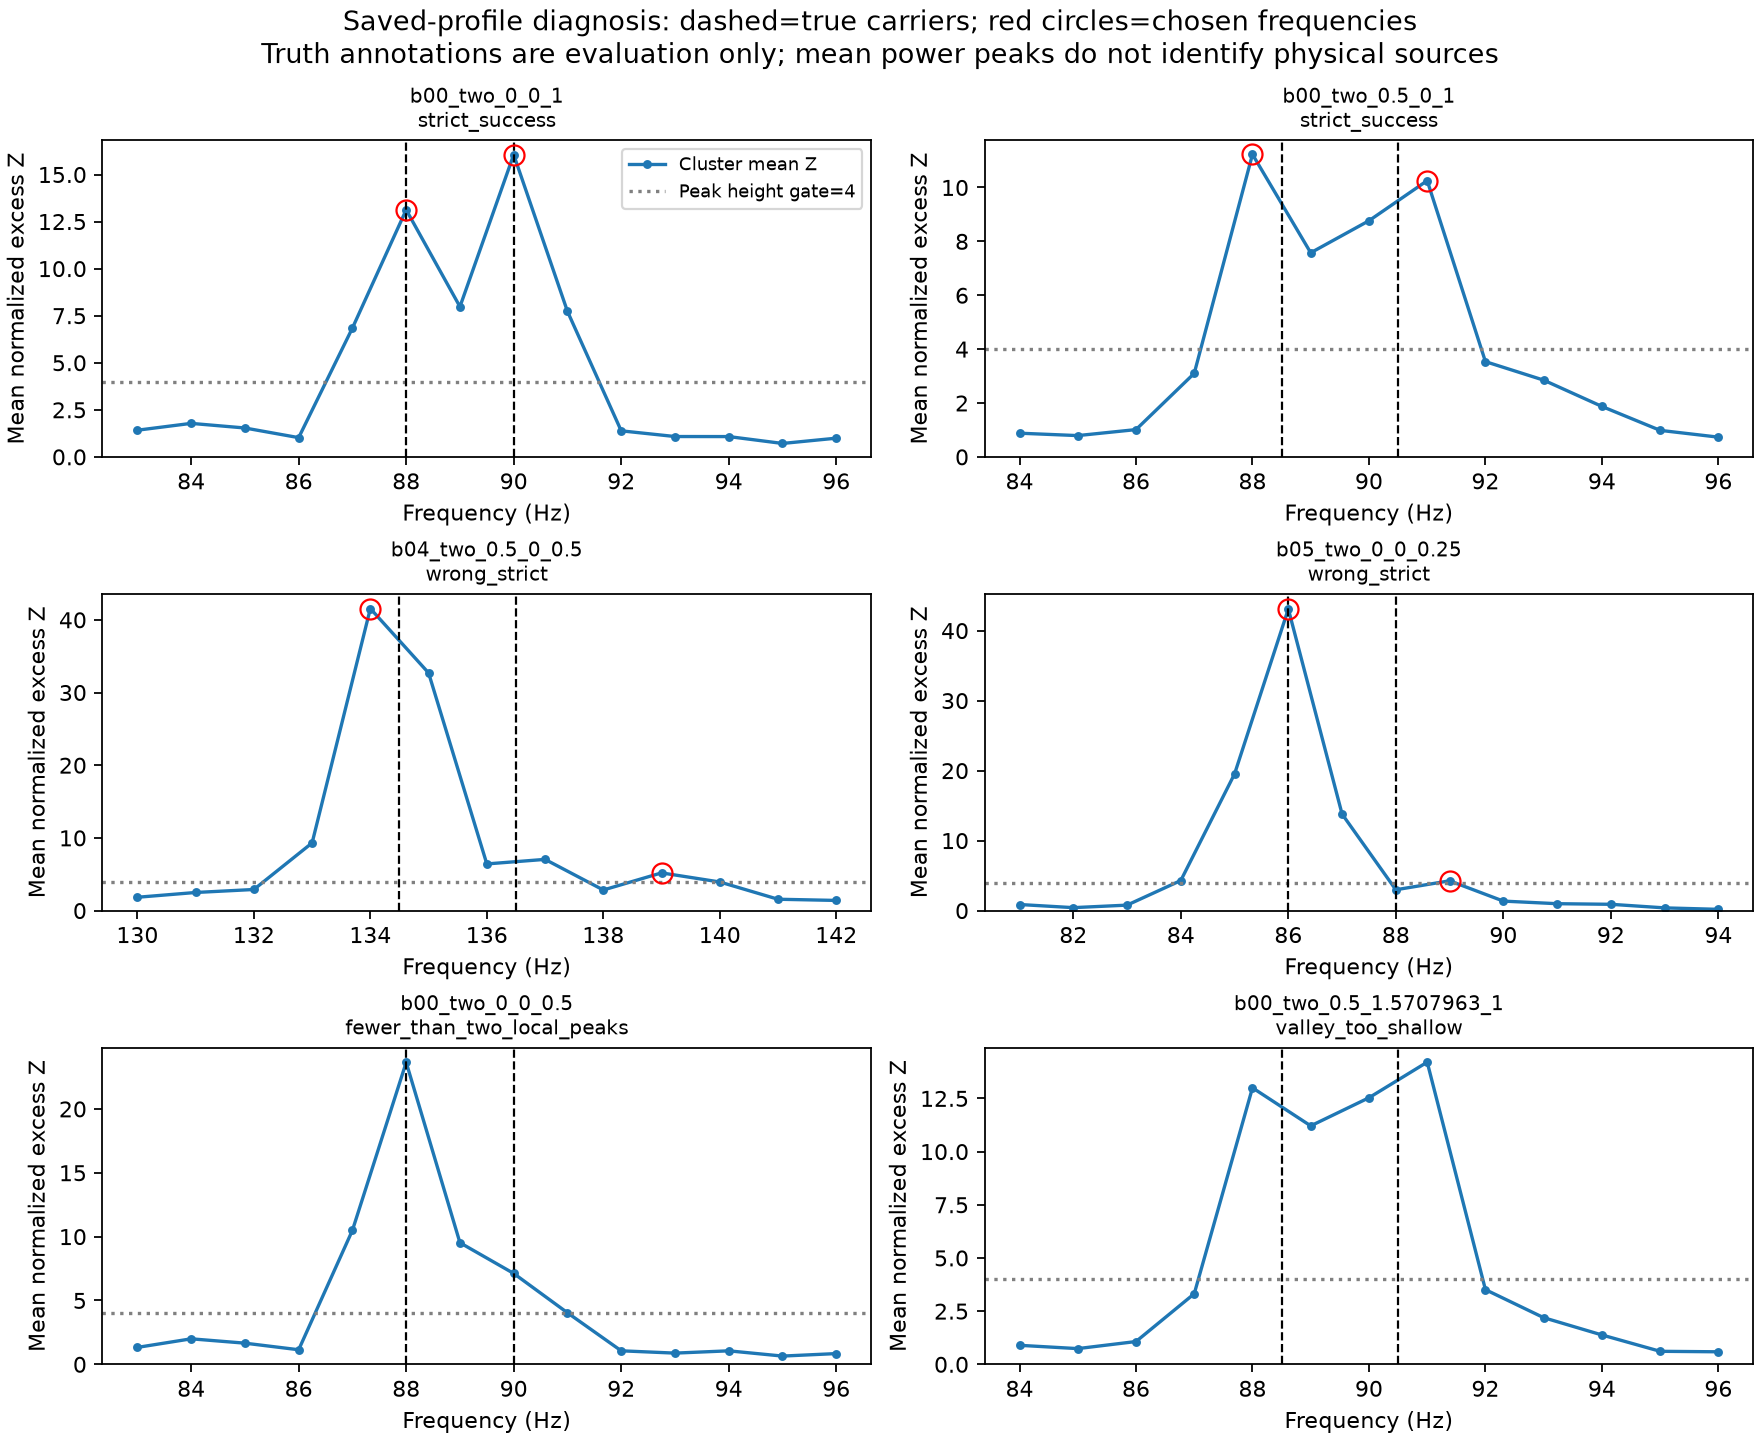 Saved-profile diagnosis: dashed=true carriers; red circles=chosen frequencies
Truth annotations are evaluation only; mean power peaks do not identify physical sources
b00_two_0_0_1
strict_success
Mean normalized excess Z
15.0
12.5
10.0
7.5
5.0
2.5
0.0
Cluster mean Z
Peak height gate=4
84 86 88 90 92 94 96
Frequency (Hz)
b00_two_0.5_0_1
strict_success
Mean normalized excess Z
10
8
6
4
2
0
84 86 88 90 92 94 96
Frequency (Hz)
b04_two_0.5_0_0.5
wrong_strict
Mean normalized excess Z
40
30
20
10
0
130 132 134 136 138 140 142
Frequency (Hz)
b05_two_0_0_0.25
wrong_strict
Mean normalized excess Z
40
30
20
10
0
82 84 86 88 90 92 94
Frequency (Hz)
b00_two_0_0_0.5
fewer_than_two_local_peaks
Mean normalized excess Z
20
15
10
5
0
84 86 88 90 92 94 96
Frequency (Hz)
b00_two_0.5_1.5707963_1
valley_too_shallow
Mean normalized excess Z
12.5
10.0
7.5
5.0
2.5
0.0
84 86 88 90 92 94 96
Frequency (Hz)